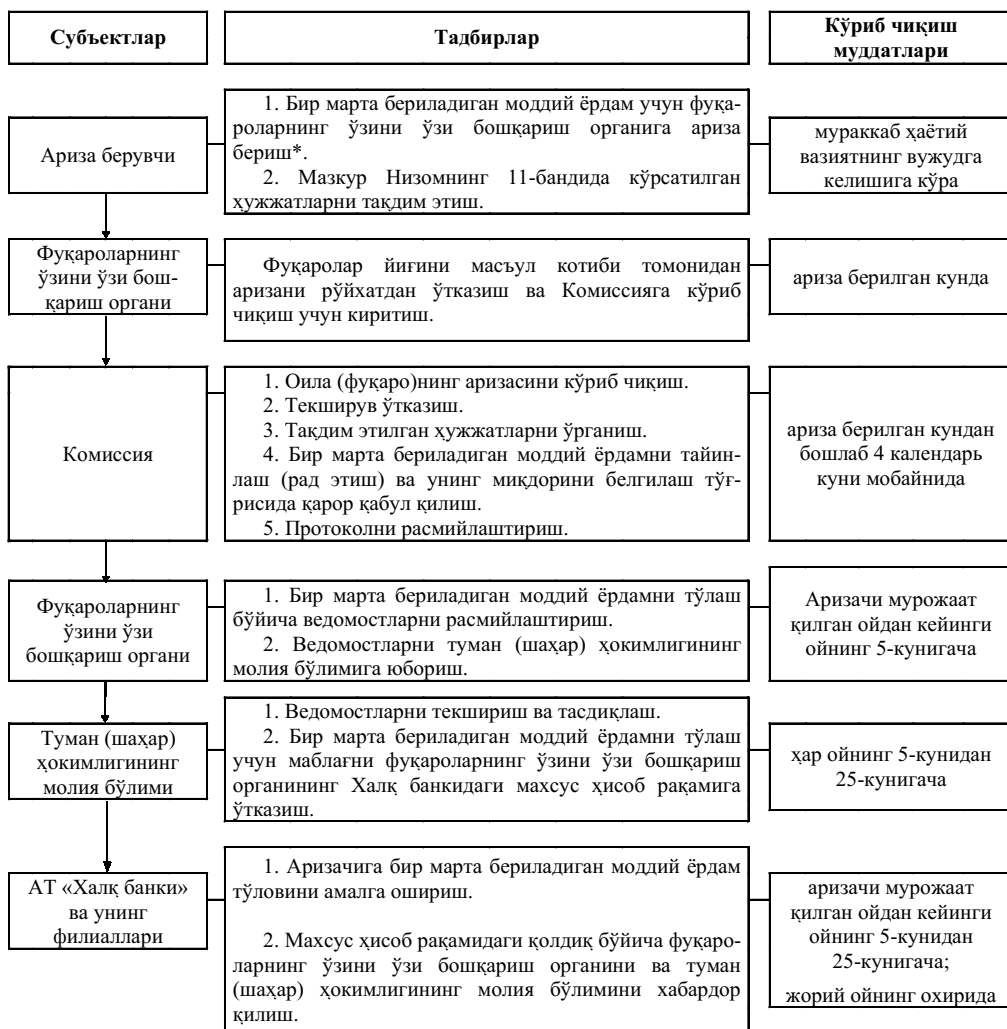 Субъектлар
Тадбирлар
Кўриб чиқиш
муддатлари
Ариза берувчи
1. Бир марта бериладиган моддий ёрдам учун фуқа-
роларнинг ўзини ўзи бошқариш органига ариза
бериш*.
2. Мазкур Низомнинг 11-бандида кўрсатилган
ҳужжатларни тақдим этиш.
мураккаб ҳаётий
вазиятнинг вужудга
келишига кўра
Фуқароларнинг
ўзини ўзи бош-
қариш органи
Фуқаролар йиғини масъул котиби томонидан
аризани рўйхатдан ўтказиш ва Комиссияга кўриб
чиқиш учун киритиш.
ариза берилган кунда
Комиссия
1. Оила (фуқаро)нинг аризасини кўриб чиқиш.
2. Текширув ўтказиш.
3. Тақдим этилган ҳужжатларни ўрганиш.
4. Бир марта бериладиган моддий ёрдамни тайин-
лаш (рад этиш) ва унинг миқдорини белгилаш тўғ-
рисида қарор қабул қилиш.
5. Протоколни расмийлаштириш.
ариза берилган кундан
бошлаб 4 календарь
куни мобайнида
Фуқароларнинг
ўзини ўзи
бошқариш органи
1. Бир марта бериладиган моддий ёрдамни тўлаш
бўйича ведомостларни расмийлаштириш.
2. Ведомостларни туман (шаҳар) ҳокимлигининг
молия бўлимига юбориш.
Аризачи мурожаат
қилган ойдан кейинги
ойнинг 5-кунигача
Туман (шаҳар)
ҳокимлигининг
молия бўлими
1. Ведомостларни текшириш ва тасдиқлаш.
2. Бир марта бериладиган моддий ёрдамни тўлаш
учун маблағни фуқароларнинг ўзини ўзи бошқариш
органининг Халқ банкидаги махсус ҳисоб рақамига
ўтказиш.
ҳар ойнинг 5-кунидан
25-кунигача
АТ «Халқ банки»
ва унинг
филиаллари
1. Аризачига бир марта бериладиган моддий ёрдам
тўловини амалга ошириш.
2. Махсус ҳисоб рақамидаги қолдиқ бўйича фуқаро-
ларнинг ўзини ўзи бошқариш органини ва туман
(шаҳар) ҳокимлигининг молия бўлимини хабардор
қилиш.
аризачи мурожаат
қилган ойдан кейинги
ойнинг 5-кунидан
25-кунигача;
жорий ойнинг охирида